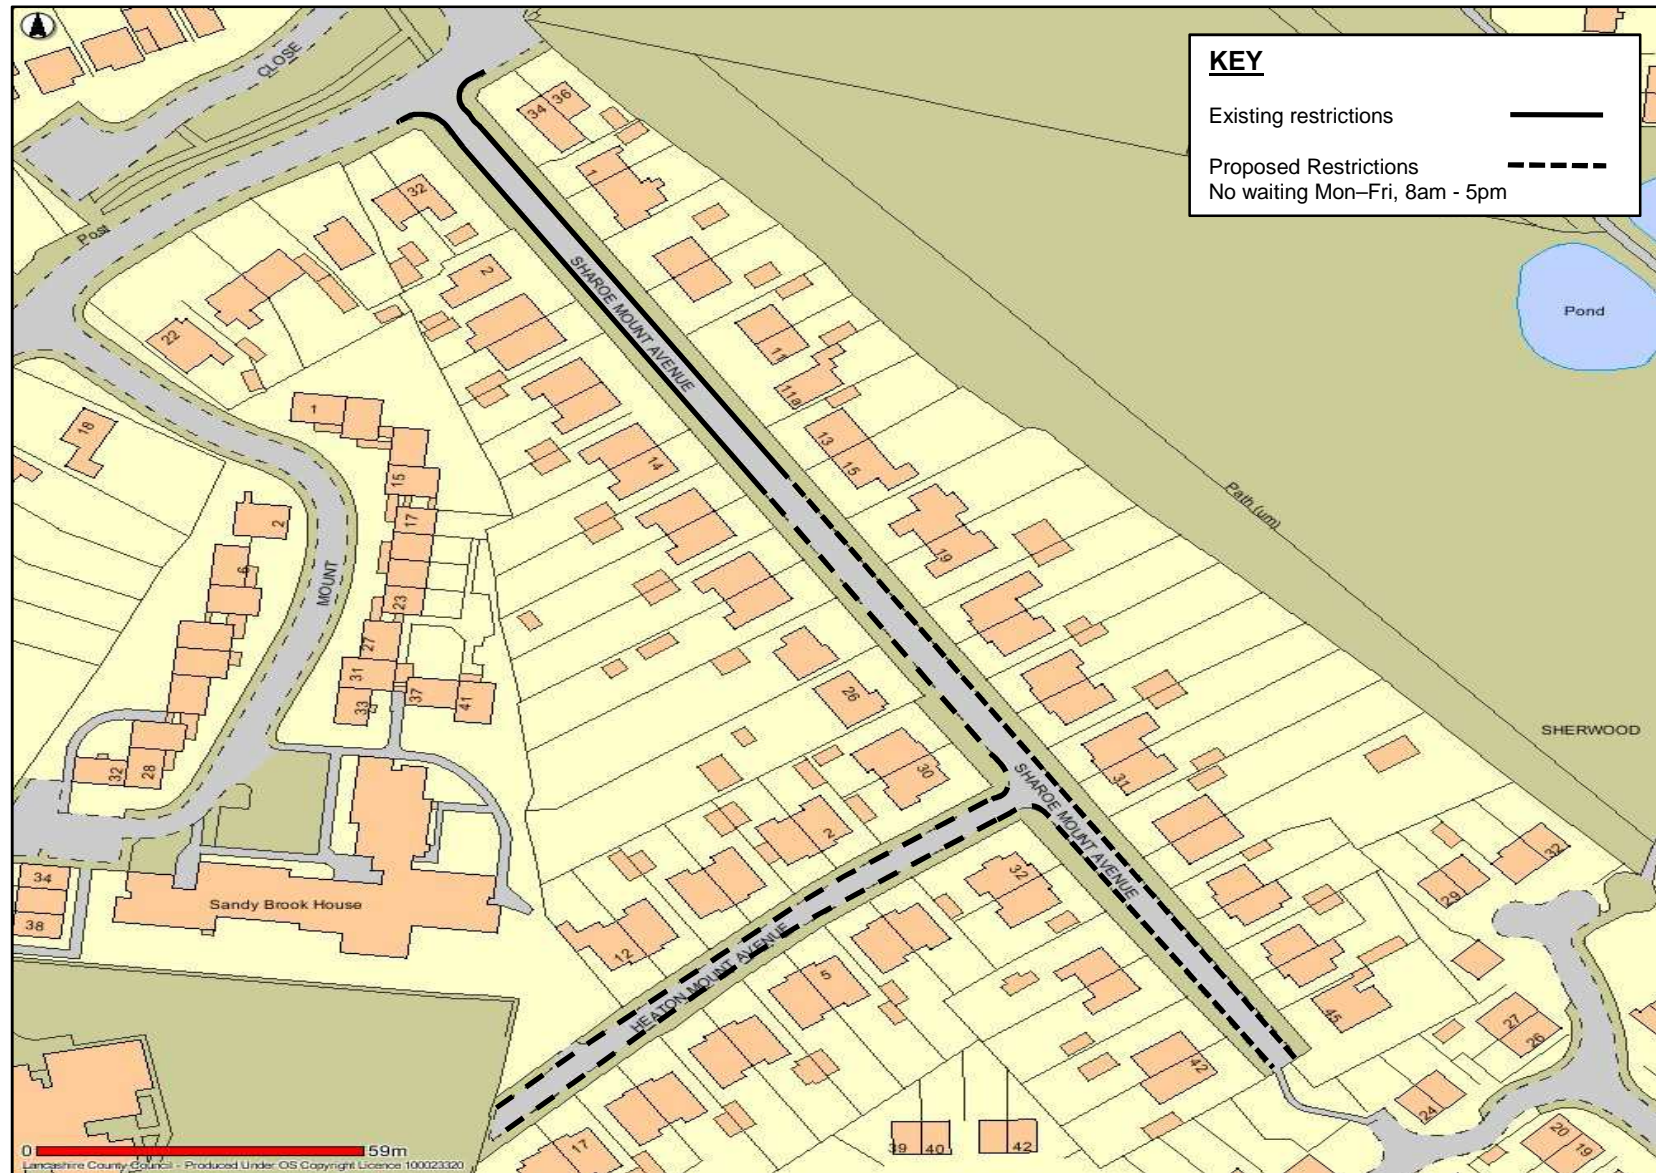 KEY
Existing restrictions
Proposed Restrictions
No waiting Mon–Fri, 8am - 5pm
CLOSE
34
36
1
Post
32
2
SHAROE MOUNT AVENUE
22
11
11a
Pond
1
18
13
15
14
15
2
17
19
Path (um)
6
MOUNT
23
27
31
33
37
41
26
SHERWOOD
32
28
30
31
SHAROE MOUNT AVENUE
2
32
29
32
34
38
Sandy Brook House
12
HEATON MOUNT AVENUE
5
45
27
26
42
24
39
40
42
20
19
17
0
59m
Lancashire County Council - Produced Under OS Copyright Licence 100023320